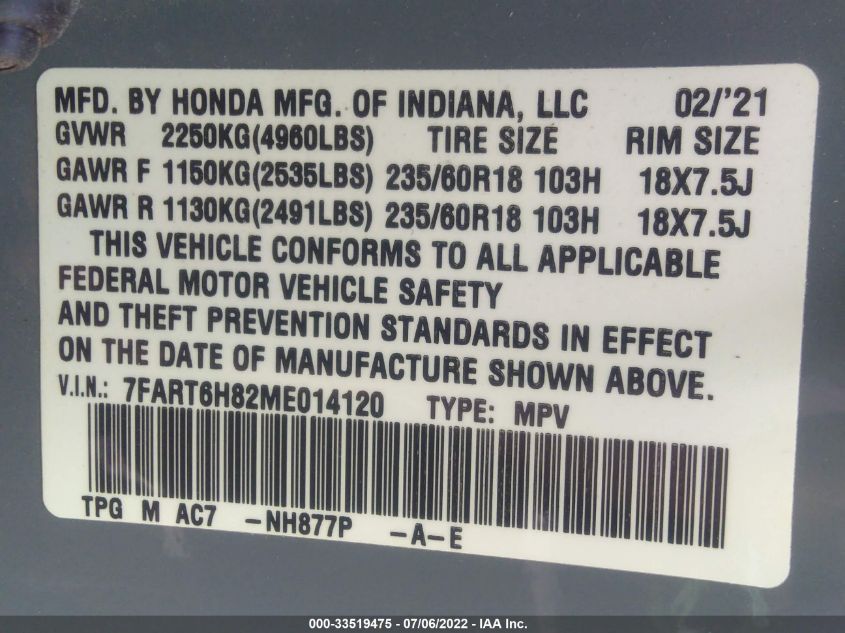 MFD. BY HONDA MFG. OF INDIANA, LLC 02/'21
GVWR 2250KG(4960LBS) TIRE SIZE RIM SIZE
GAWR F 1150KG(2535LBS) 235/60R18 103H 18X7.5J
GAWR R 1130KG(2491LBS) 235/60R18 103H 18X7.5J
THIS VEHICLE CONFORMS TO ALL APPLICABLE
FEDERAL MOTOR VEHICLE SAFETY
AND THEFT PREVENTION STANDARDS IN EFFECT
ON THE DATE OF MANUFACTURE SHOWN ABOVE.
V.I.N.: 7FART6H82ME014120 TYPE: MPV
TPG M AC7 -NH877P -A-E
000-33519475 - 07/06/2022 - IAA Inc.